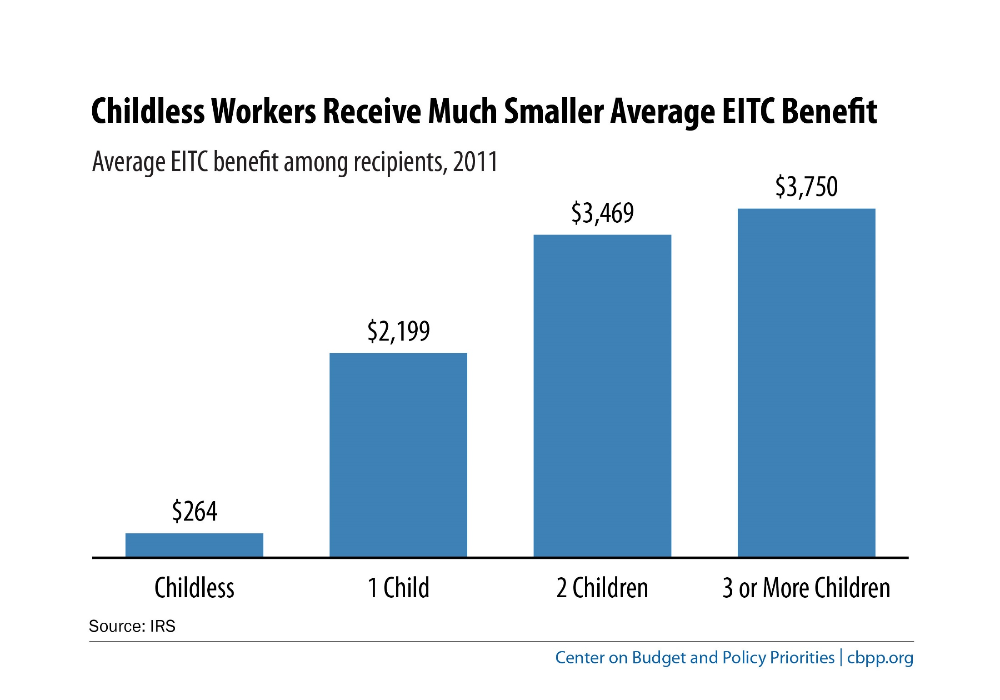 Childless Workers Receive Much Smaller Average EITC Benefit
Average EITC benefit among recipients, 2011
$264
$2,199
$3,469
$3,750
Childless
1 Child
2 Children
3 or More Children
Source: IRS
Center on Budget and Policy Priorities | cbpp.org